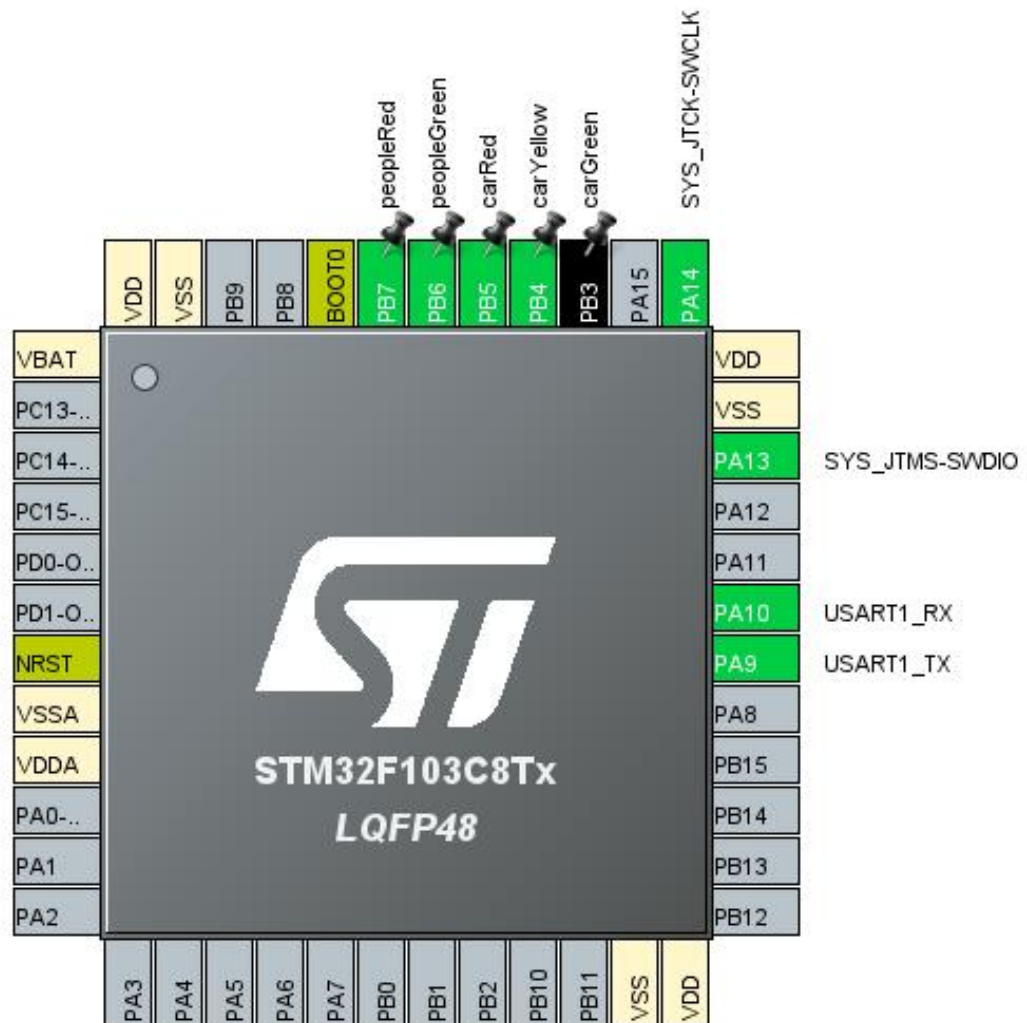 peopleRed
peopleGreen
carRed
carYellow
carGreen
SYS_JTCK-SWCLK
VDD
VSS
PB9
PB8
BOOT0
PB7
PB6
PB5
PB4
PB3
PA15
PA14
VBAT
PC13-..
PC14-..
PC15-..
PD0-O..
PD1-O..
NRST
VSSA
VDDA
PA0-..
PA1
PA2
ST
STM32F103C8Tx
LQFP48
VDD
VSS
PA13 SYS_JTMS-SWDIO
PA12
PA11
PA10 USART1_RX
PA9 USART1_TX
PA8
PB15
PB14
PB13
PB12
PA3
PA4
PA5
PA6
PA7
PB0
PB1
PB2
PB10
PB11
VSS
VDD